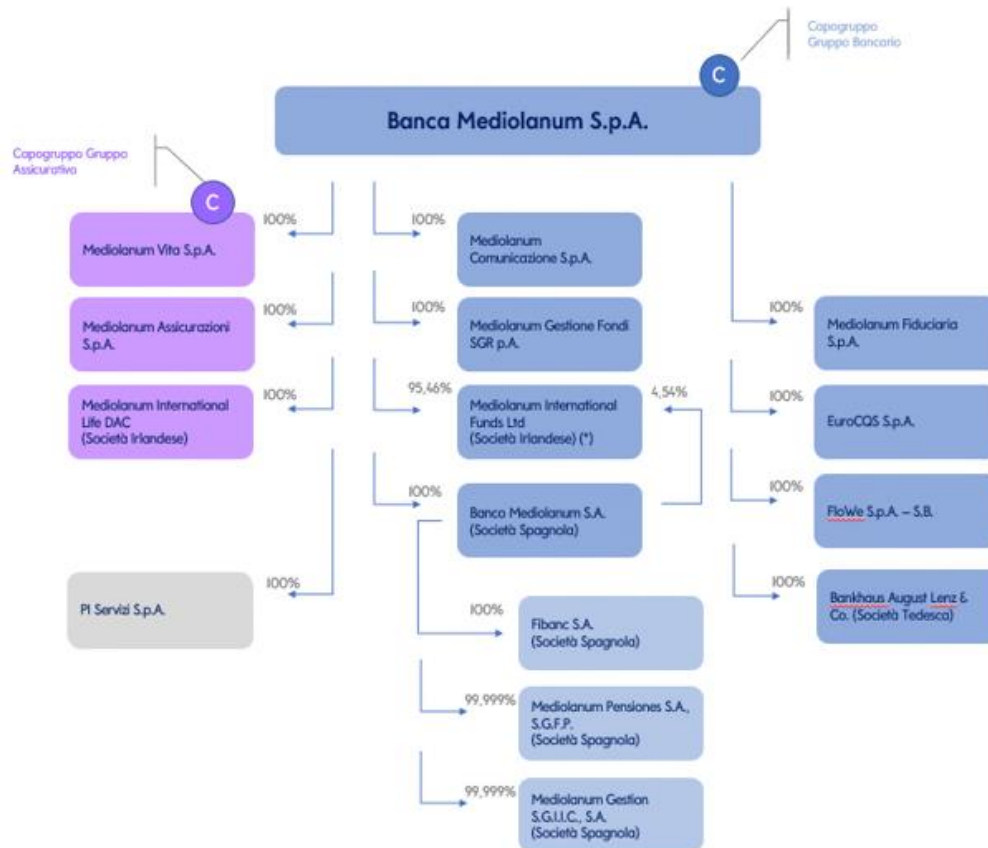 Capogruppo
Gruppo Bancario
C
Banca Mediolanum S.p.A.
Capogruppo Gruppo
Assicurativo
C
100%
Mediolanum Vita S.p.A.
100%
Mediolanum
Comunicazione S.p.A.
100%
Mediolanum Assicurazioni
S.p.A.
100%
Mediolanum Gestione Fondi
SGR p.A.
100%
Mediolanum Fiduciaria
S.p.A.
100%
Mediolanum International
Life DAC
(Società Irlandese)
95,46%
Mediolanum International
Funds Ltd
(Società Irlandese) (*)
4,54%
100%
EuroCQS S.p.A.
100%
Banco Mediolanum S.A.
(Società Spagnola)
100%
FloWe S.p.A. – S.B.
100%
PI Servizi S.p.A.
100%
Bankhaus August Lenz &
Co. (Società Tedesca)
100%
Fibanc S.A.
(Società Spagnola)
99,999%
Mediolanum Pensiones S.A.,
S.G.F.P.
(Società Spagnola)
99,999%
Mediolanum Gestion
S.G.I.I.C., S.A.
(Società Spagnola)